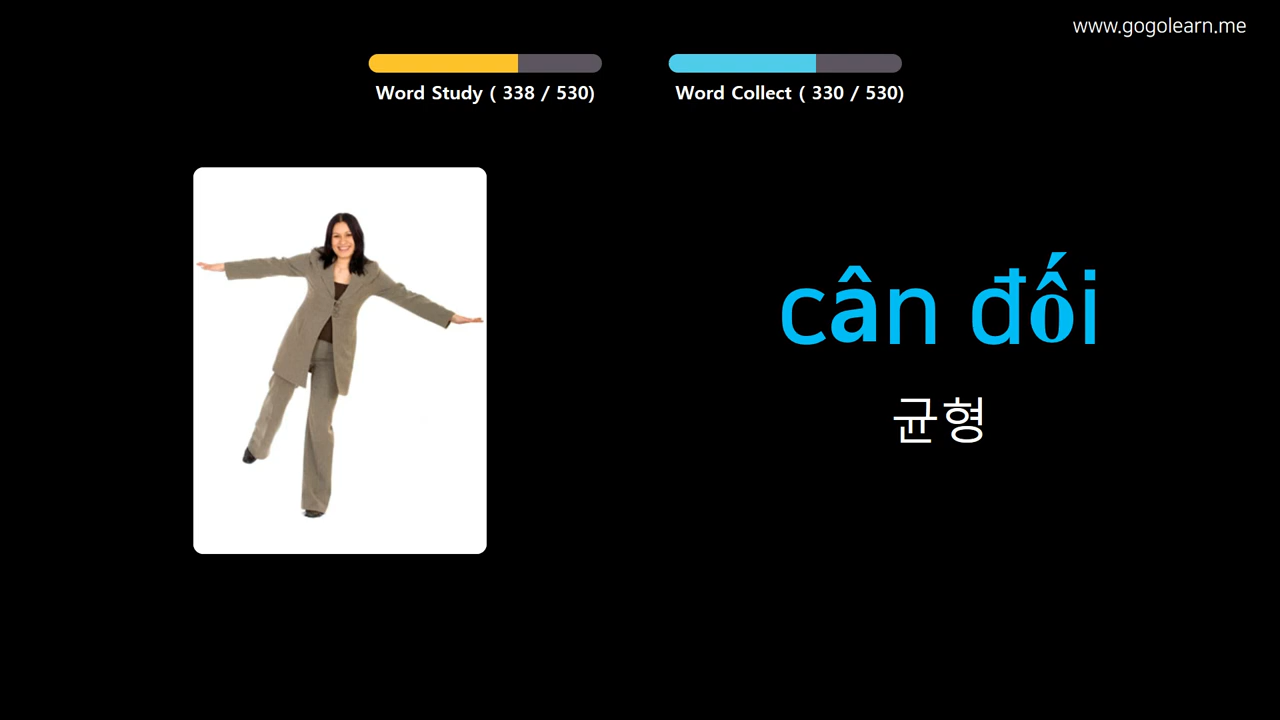 www.gogolearn.me
Word Study ( 338 / 530)
Word Collect ( 330 / 530)
cân đối
균형